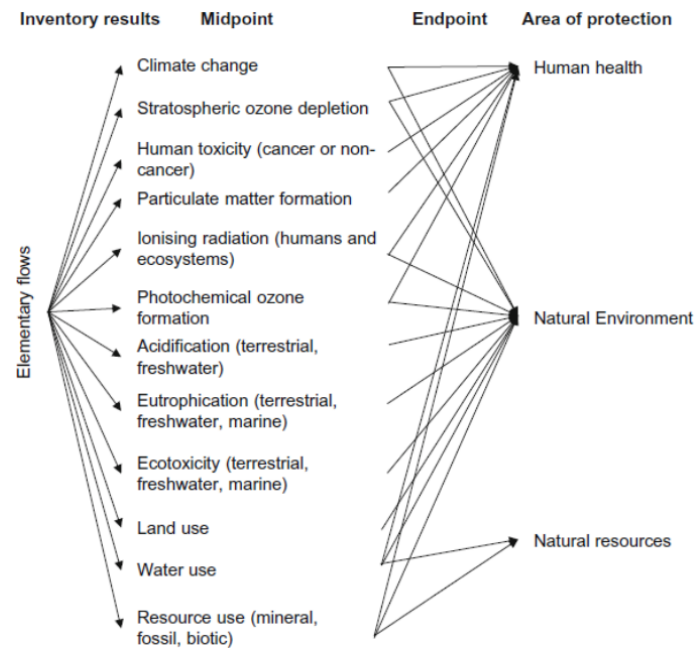 Inventory results Midpoint Endpoint Area of protection
Climate change
Human health
Stratospheric ozone depletion
Human toxicity (cancer or non-
cancer)
Particulate matter formation
Ionising radiation (humans and
ecosystems)
Elementary flows
Photochemical ozone
formation
Natural Environment
Acidification (terrestrial,
freshwater)
Eutrophication (terrestrial,
freshwater, marine)
Ecotoxicity (terrestrial,
freshwater, marine)
Land use
Natural resources
Water use
Resource use (mineral,
fossil, biotic)